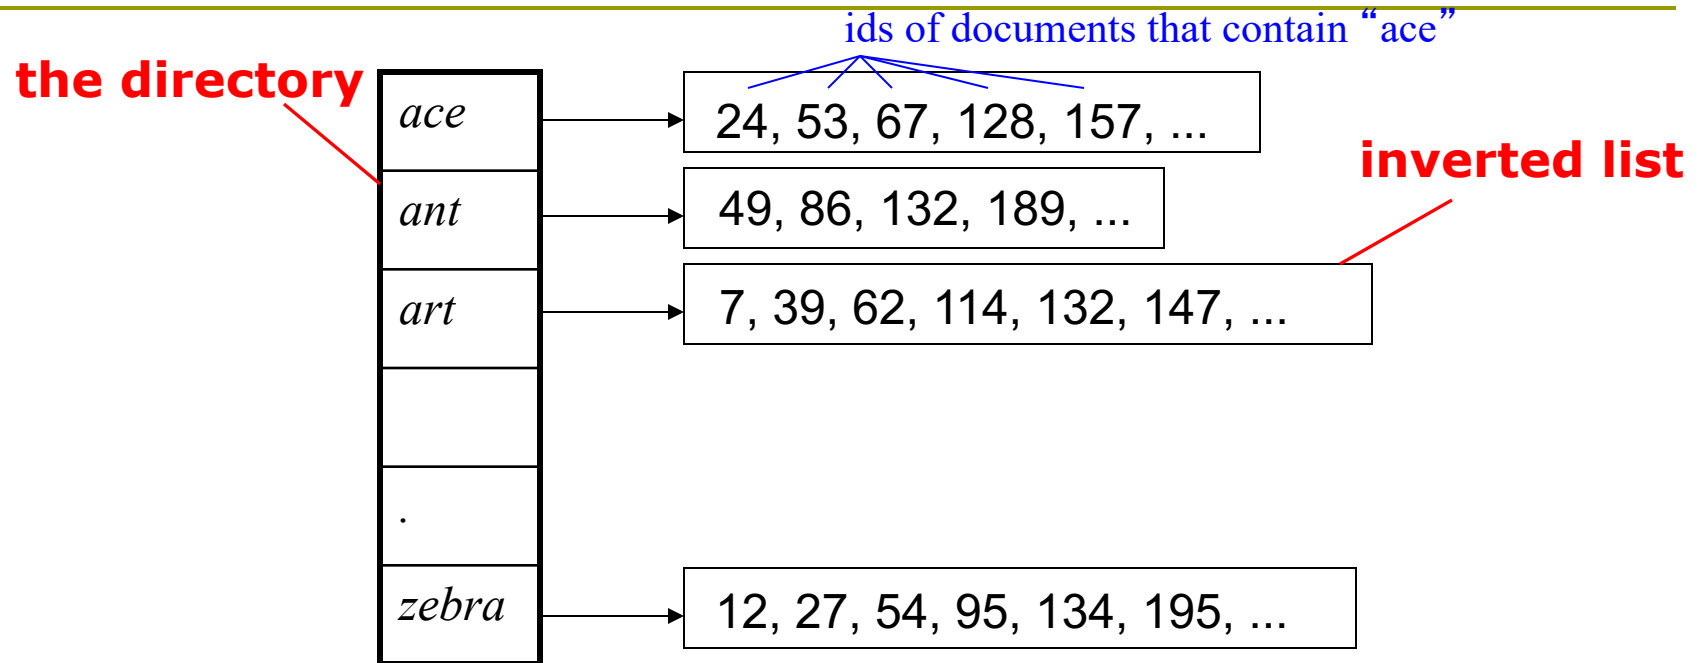 ids of documents that contain “ace”
the directory
ace
24, 53, 67, 128, 157, ...
inverted list
ant
49, 86, 132, 189, ...
art
7, 39, 62, 114, 132, 147, ...
.
zebra
12, 27, 54, 95, 134, 195, ...